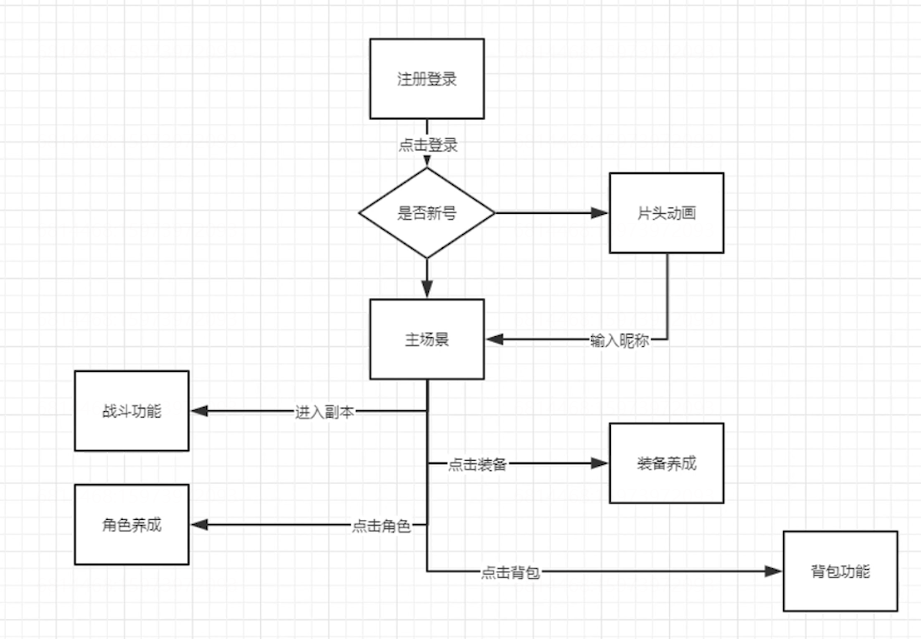 注册登录
点击登录
是否新号
片头动画
主场景
输入昵称
战斗功能
进入副本
点击装备
装备养成
角色养成
点击角色
点击背包
背包功能